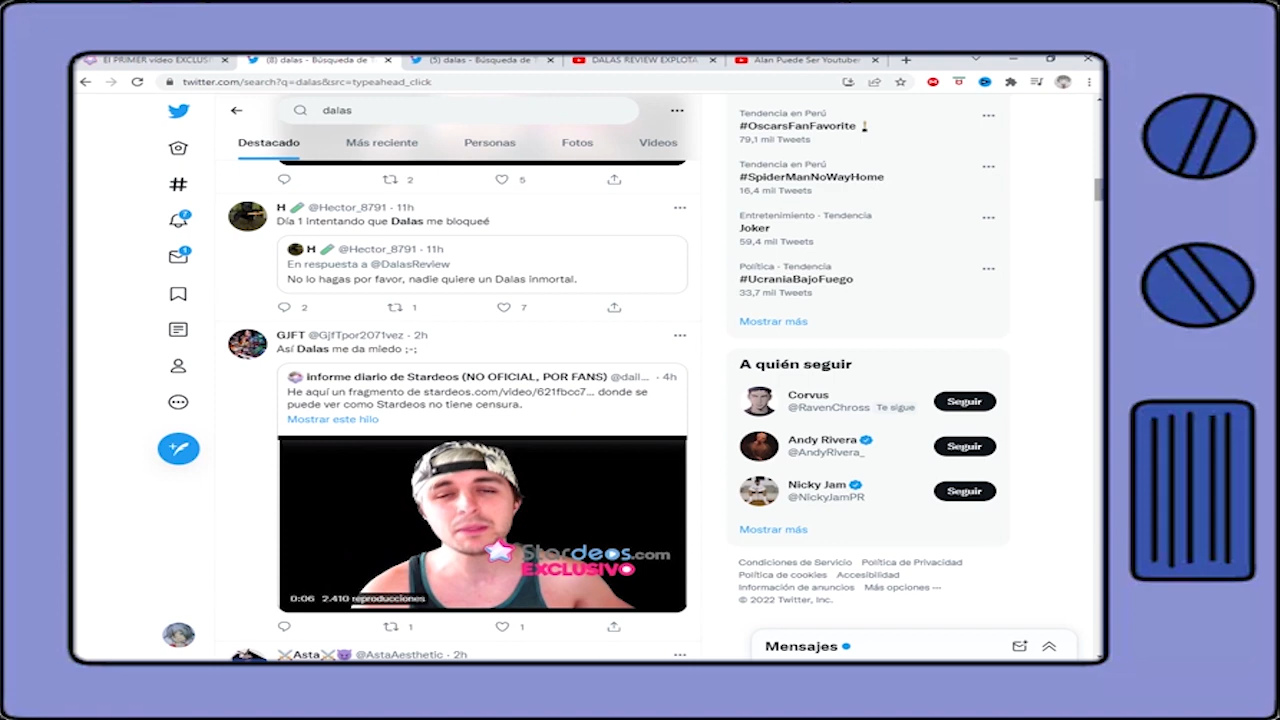 El PRIMER vídeo EXCLUS
(8) dalas - Búsqueda de T
(5) dalas - Búsqueda de T
DALAS REVIEW EXPLOTA
Alan Puede Ser Youtuber
twitter.com/search?q=dalas&src=typeahead_click
dalas
Destacado
Más reciente
Personas
Fotos
Videos
2
5
H @Hector_8791 · 11h
Día 1 Intentando que Dalas me bloqueé
H @Hector_8791 · 11h
En respuesta a @DalasReview
No lo hagas por favor, nadie quiere un Dalas inmortal.
2
1
7
GJFT @GjfTpor2071vez · 2h
Así Dalas me da miedo ;-;
informe diario de Stardeos (NO OFICIAL, POR FANS) @dail... · 4h
He aquí un fragmento de stardeos.com/video/621fbcc7... donde se
puede ver como Stardeos no tiene censura.
Mostrar este hilo
Stardeos.com
EXCLUSIVO
0:06 2.410 reproducciones
1
1
Asta @AstaAesthetic · 2h
Tendencia en Perú
#OscarsFanFavorite
79,1 mil Tweets
Tendencia en Perú
#SpiderManNoWayHome
16,4 mil Tweets
Entretenimiento · Tendencia
Joker
59,4 mil Tweets
Política · Tendencia
#UcraniaBajoFuego
33,7 mil Tweets
Mostrar más
A quién seguir
Corvus
@RavenChross Te sigue
Seguir
Andy Rivera
@AndyRivera_
Seguir
Nicky Jam
@NickyJamPR
Seguir
Mostrar más
Condiciones de Servicio Política de Privacidad
Política de cookies Accesibilidad
Información de anuncios Más opciones ···
© 2022 Twitter, Inc.
Mensajes
7
1